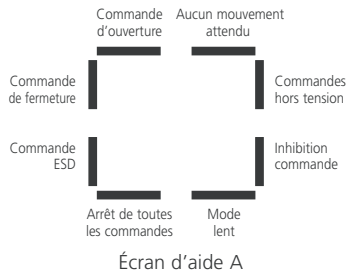 Commande
d'ouverture
Aucun mouvement
attendu
Commande
de fermeture
Commandes
hors tension
Commande
ESD
Inhibition
commande
Arrêt de toutes
les commandes
Mode
lent
Écran d'aide A